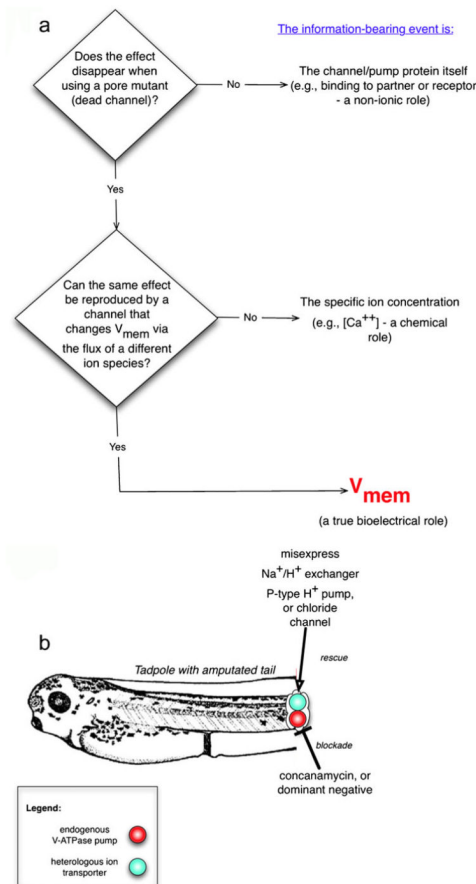 a
The information-bearing event is:
Does the effect
disappear when
using a pore mutant
(dead channel)?
No
The channel/pump protein itself
(e.g., binding to partner or receptor
- a non-ionic role)
Yes
Can the same effect
be reproduced by a
channel that
changes Vmem via
the flux of a different
ion species?
No
The specific ion concentration
(e.g., [Ca++] - a chemical
role)
Yes
Vmem
(a true bioelectrical role)
misexpress
Na+/H+ exchanger
P-type H+ pump,
or chloride
channel
b
Tadpole with amputated tail
rescue
blockade
concanamycin, or
dominant negative
Legend:
endogenous
V-ATPase pump
heterologous ion
transporter